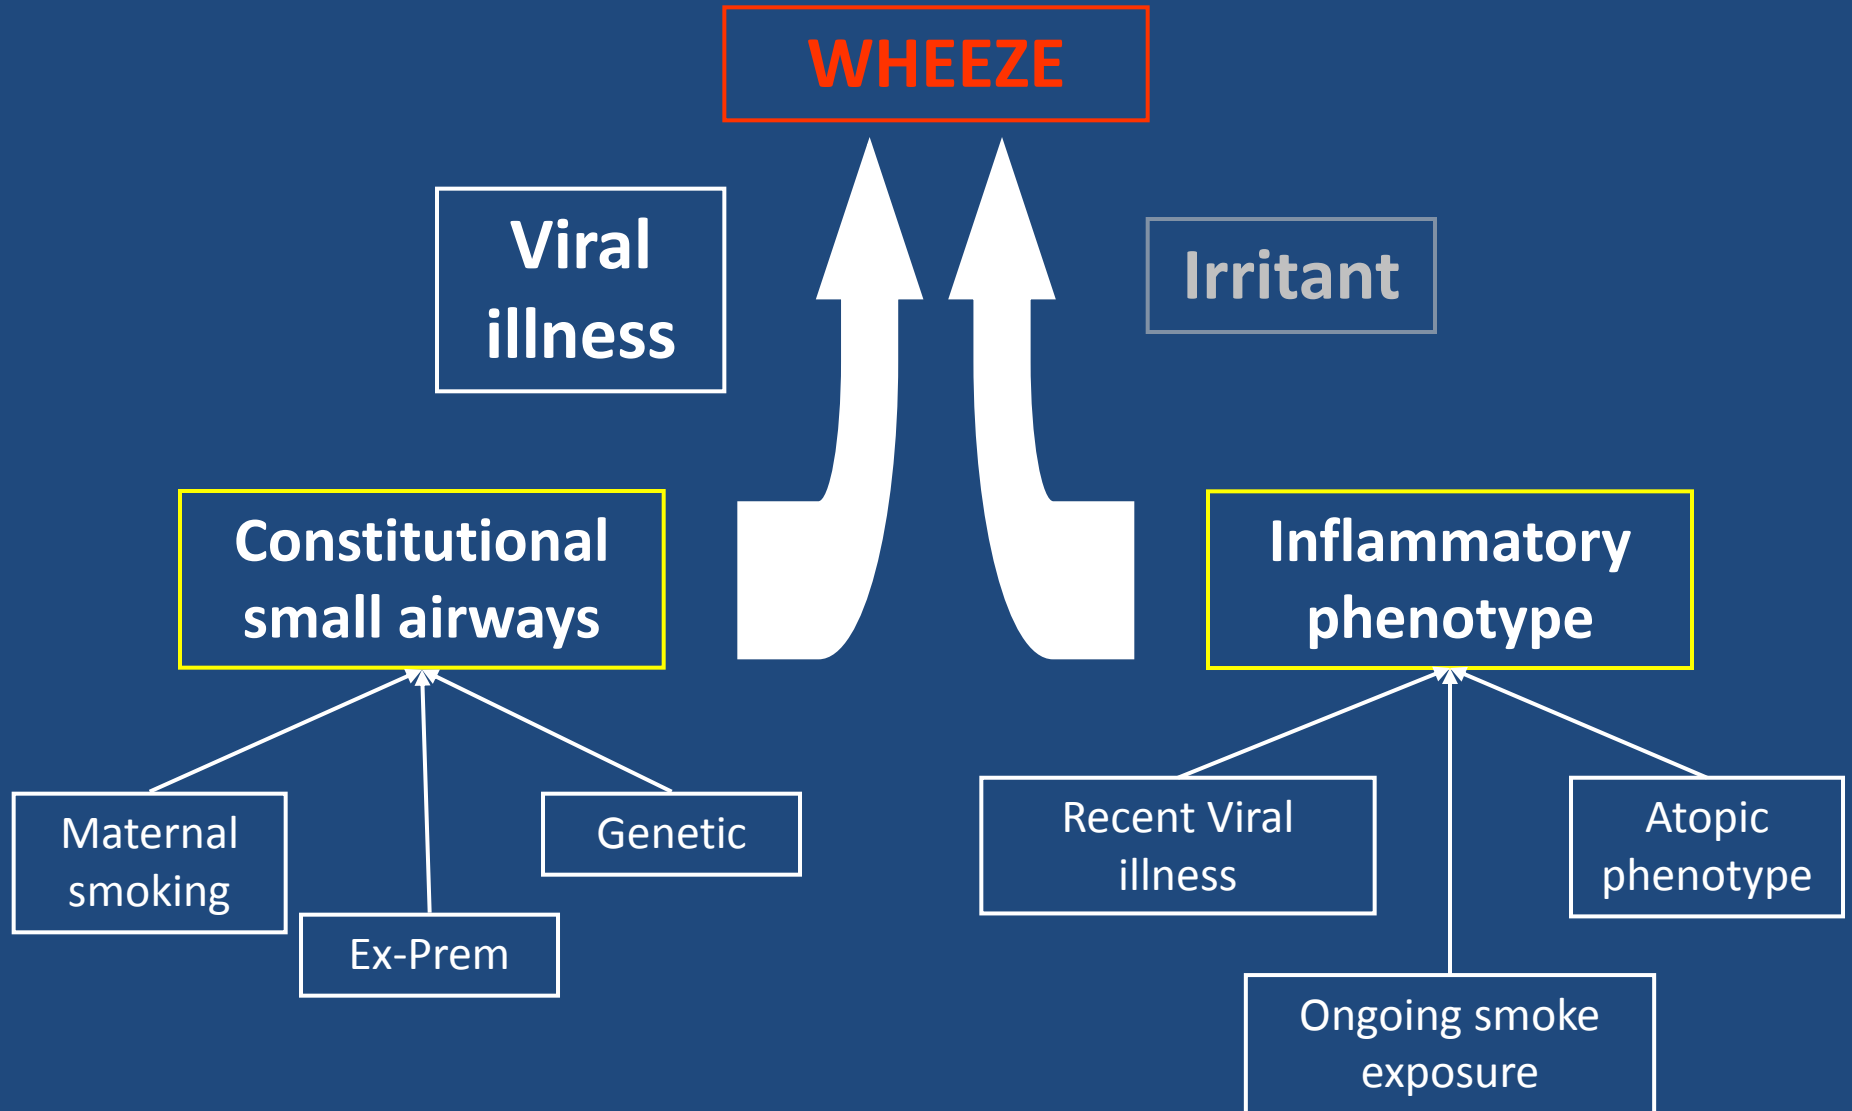 WHEEZE
Viral
illness
Irritant
Constitutional
small airways
Inflammatory
phenotype
Maternal
smoking
Ex-Prem
Genetic
Recent Viral
illness
Ongoing smoke
exposure
Atopic
phenotype